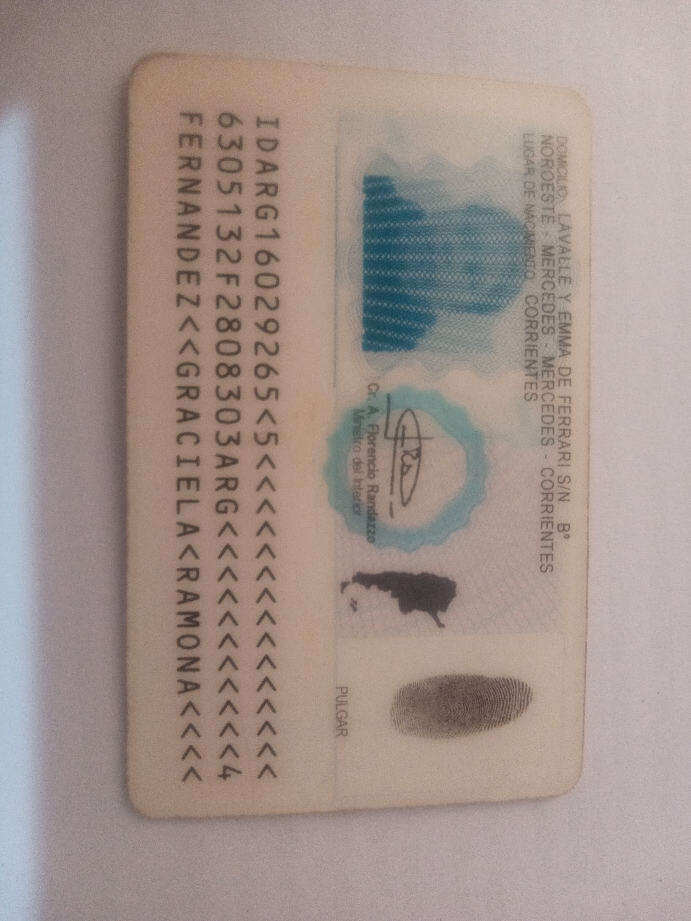 DOMICILIO: LAVALLE Y EMMA DE FERRARI S/N Bº
NOROESTE - MERCEDES - MERCEDES - CORRIENTES
LUGAR DE NACIMIENTO: CORRIENTES
Cr. A. Florencio Randazzo
Ministro del Interior
PULGAR
IDARG16029265<5<<<<<<<<<<<<<<<
6305132F2808303ARG<<<<<<<<<<<4
FERNANDEZ<<GRACIELA<RAMONA<<<<